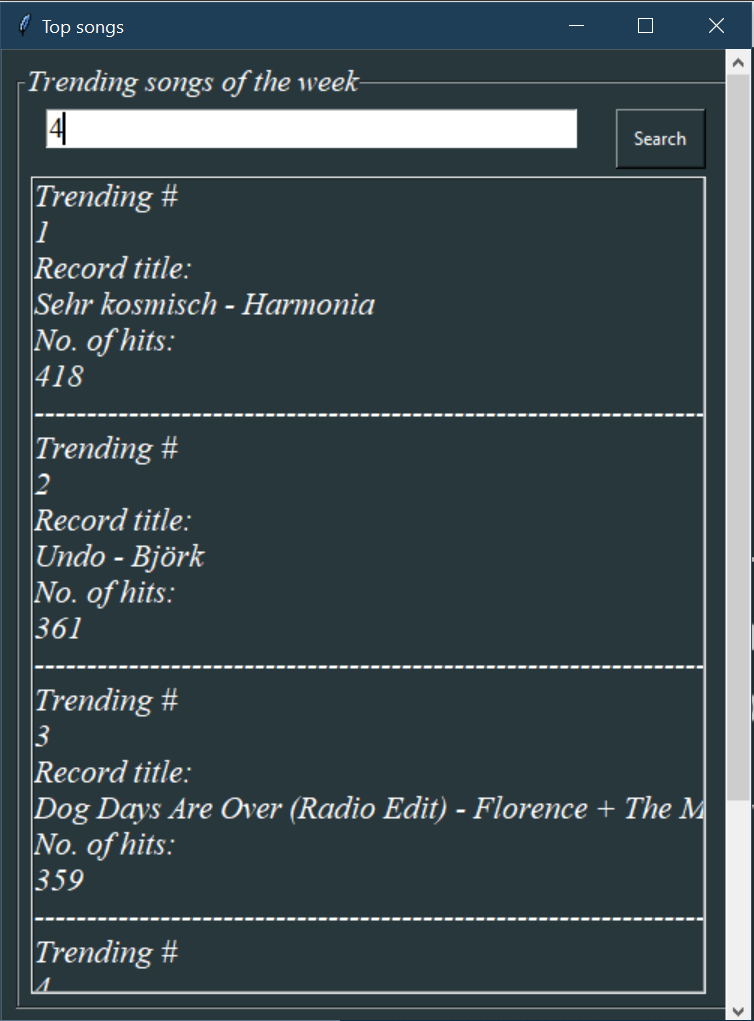 Top songs
Trending songs of the week
4
Search
Trending #
1
Record title:
Sehr kosmisch - Harmonia
No. of hits:
418
--------------------------------------------------------------------
Trending #
2
Record title:
Undo - Björk
No. of hits:
361
--------------------------------------------------------------------
Trending #
3
Record title:
Dog Days Are Over (Radio Edit) - Florence + The M
No. of hits:
359
--------------------------------------------------------------------
Trending #
4